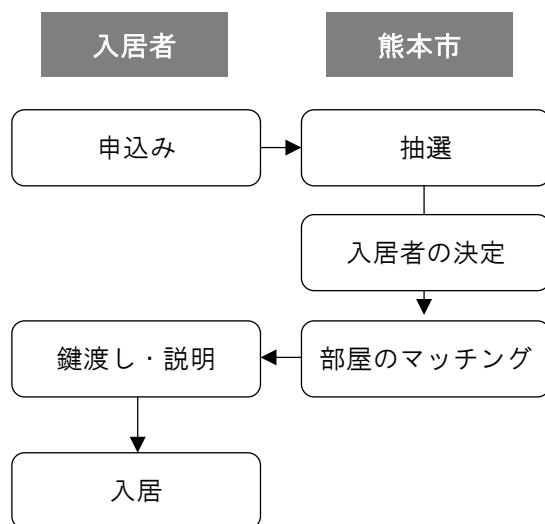 入居者
熊本市
申込み
抽選
入居者の決定
鍵渡し・説明
部屋のマッチング
入居